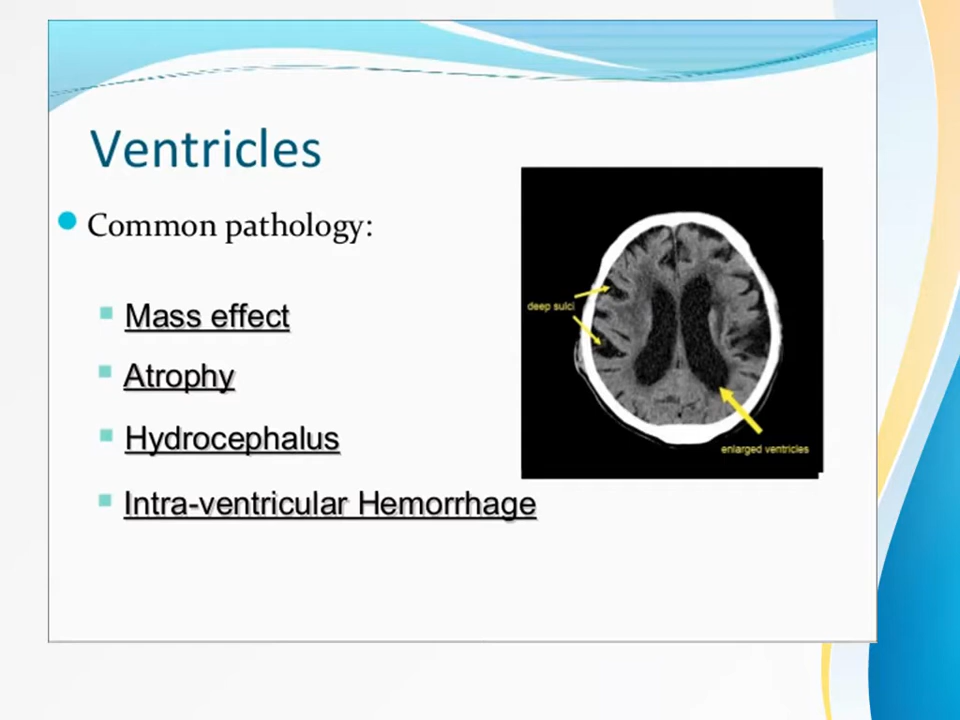 Ventricles
Common pathology:
Mass effect
Atrophy
Hydrocephalus
Intra-ventricular Hemorrhage
deep sulci
enlarged ventricles